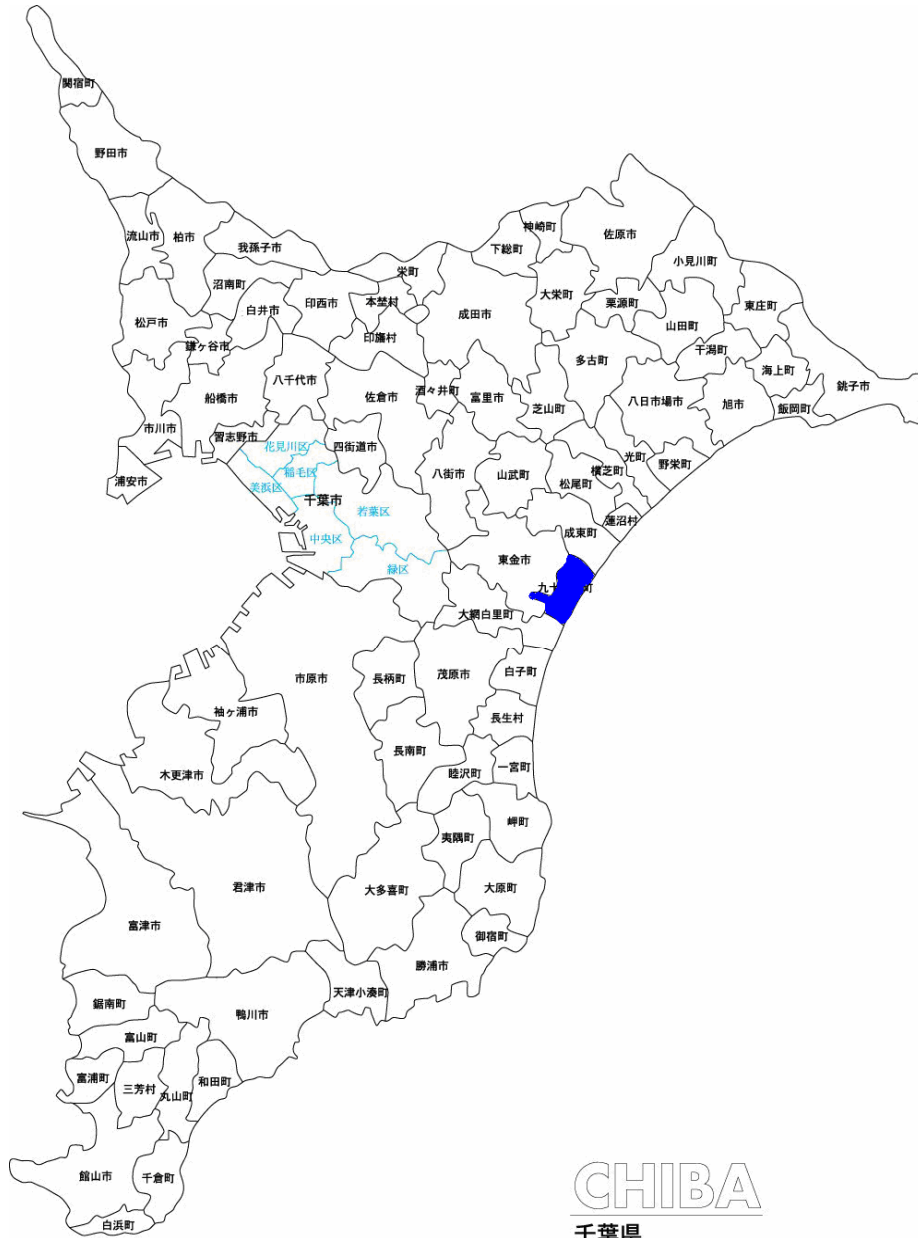 関宿町
野田市
流山市
柏市
我孫子市
沼南町
白井市
印西市
本埜村
栄町
印旛村
成田市
下総町
神崎町
佐原市
大栄町
栗源町
小見川町
山田町
東庄町
干潟町
海上町
銚子市
飯岡町
旭市
八日市場市
多古町
松戸市
鎌ヶ谷市
船橋市
八千代市
佐倉市
酒々井町
富里市
芝山町
市川市
習志野市
浦安市
花見川区
稲毛区
美浜区
千葉市
若葉区
中央区
緑区
四街道市
八街市
山武町
松尾町
横芝町
光町
野栄町
蓮沼村
成東町
東金市
九十
町
大網白里町
市原市
長柄町
茂原市
白子町
長生村
長南町
睦沢町
一宮町
袖ヶ浦市
木更津市
岬町
夷隅町
大多喜町
大原町
御宿町
勝浦市
君津市
富津市
天津小湊町
鴨川市
鋸南町
富山町
富浦町
三芳村
丸山町
和田町
館山市
千倉町
白浜町
CHIBA
千葉県